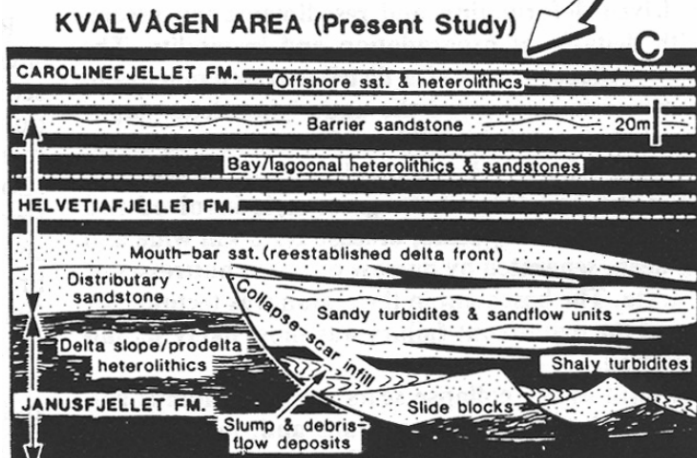 KVALVÅGEN AREA (Present Study)
C
CAROLINEFJELLET FM.
Offshore sst. & heterolithics
Barrier sandstone
20m
Bay/lagoonal heterolithics & sandstones
HELVETIAFJELLET FM.
Mouth-bar sst. (reestablished delta front)
Distributary
sandstone
Collapse-scar infill
Sandy turbidites & sandflow units
Delta slope/prodelta
heterolithics
Shaly turbidites
JANUSFJELLET FM.
Slide blocks
Slump & debris-
flow deposits